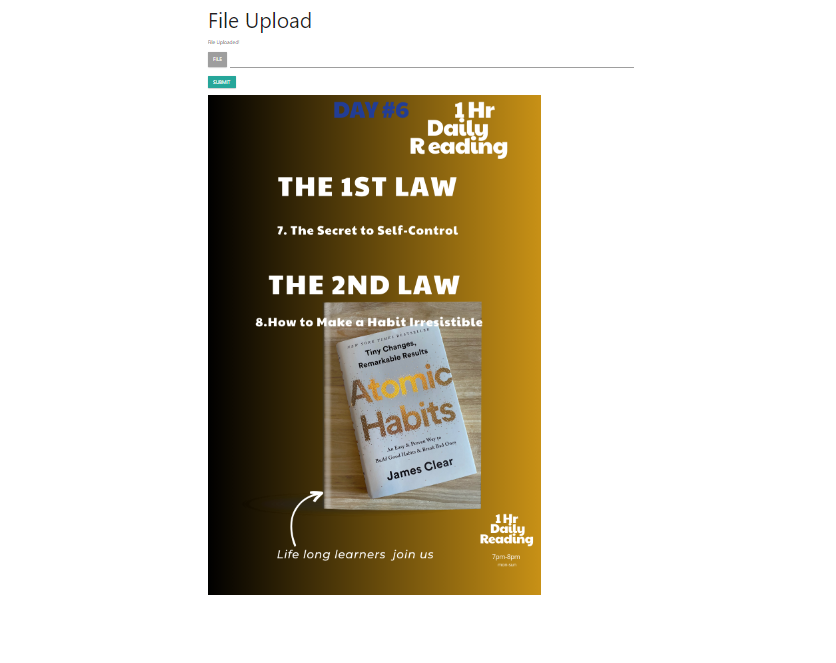 File Upload
File Uploaded!
FILE
SUBMIT
DAY #6
1 Hr
Daily
Reading
THE 1ST LAW
7. The Secret to Self-Control
THE 2ND LAW
8.How to Make a Habit Irresistible
NEW YORK TIMES BESTSELLER
Tiny Changes,
Remarkable Results
Atomic
Habits
An Easy & Proven Way to
Build Good Habits & Break Bad Ones
James Clear
Life long learners join us
1 Hr
Daily
Reading
7pm-8pm